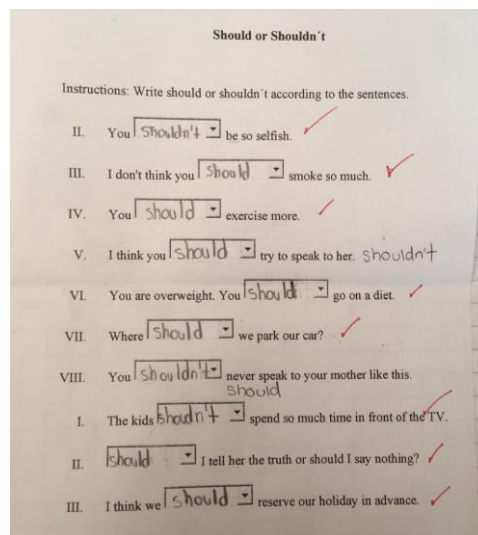 Should or Shouldn´t
Instructions: Write should or shouldn´t according to the sentences.
II. You shouldn't be so selfish.
III. I don't think you should smoke so much.
IV. You should exercise more.
V. I think you should try to speak to her. shouldn't
VI. You are overweight. You should go on a diet.
VII. Where should we park our car?
VIII. You shouldn't never speak to your mother like this.
should
I. The kids shoudn't spend so much time in front of the TV.
II. should I tell her the truth or should I say nothing?
III. I think we should reserve our holiday in advance.